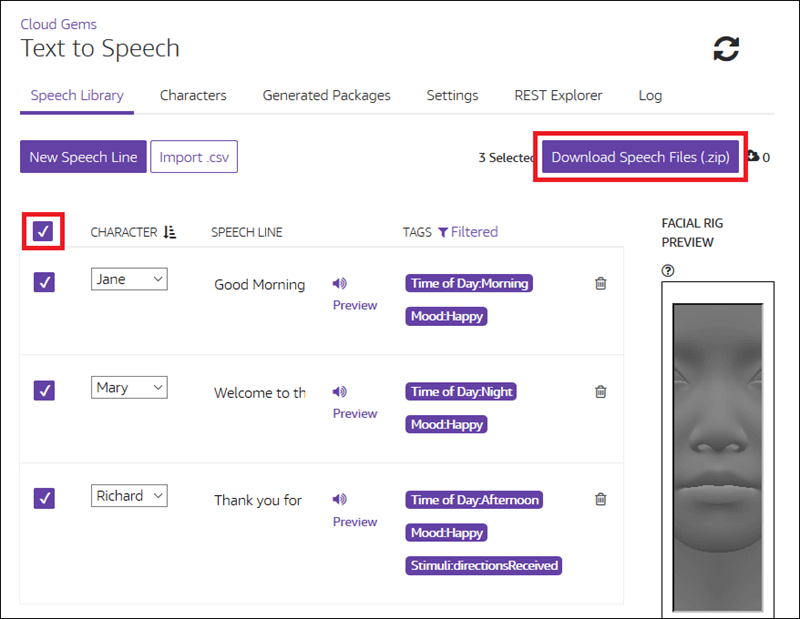 Cloud Gems
Text to Speech
Speech Library Characters Generated Packages Settings REST Explorer Log
New Speech Line Import .csv 3 Selected Download Speech Files (.zip) 0
CHARACTER SPEECH LINE TAGS Filtered
FACIAL RIG
PREVIEW
Jane Good Morning Preview Time of Day:Morning
Mood:Happy
Mary Welcome to th Preview Time of Day:Night
Mood:Happy
Richard Thank you for Preview Time of Day:Afternoon
Mood:Happy
Stimuli:directionsReceived